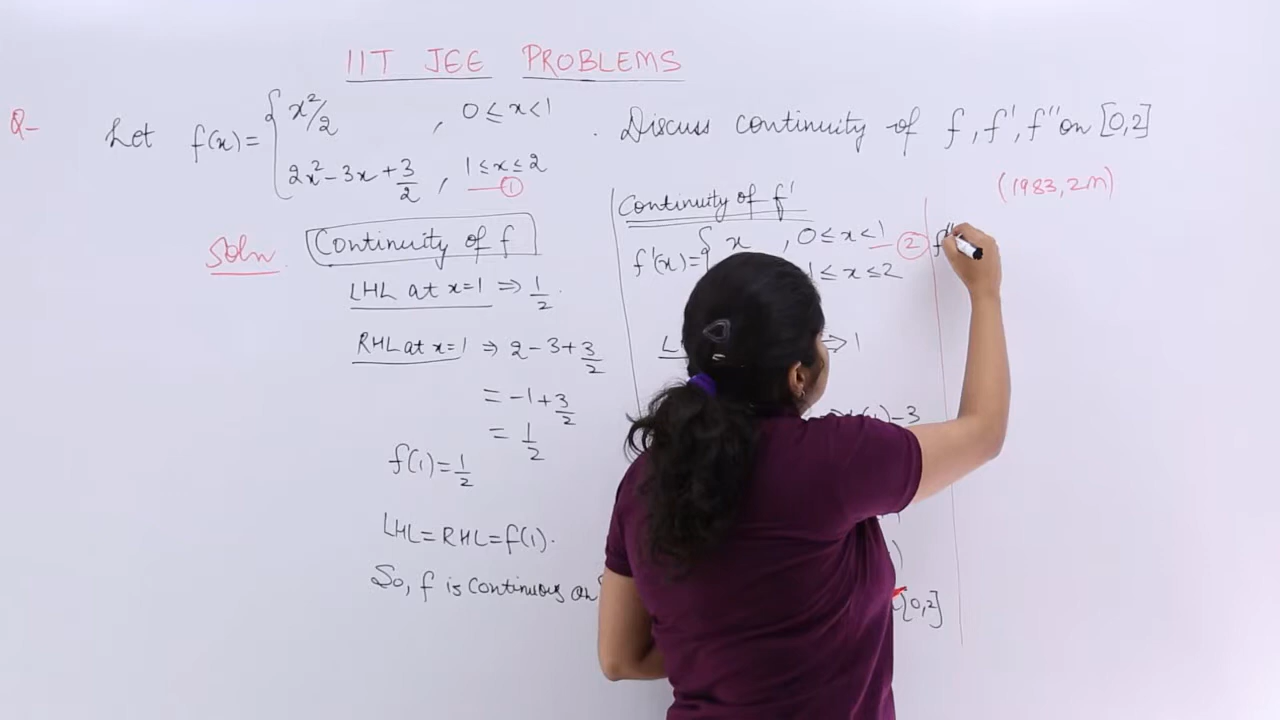 IIT JEE PROBLEMS
Q- Let f(x) = { x²/2 , 0 ≤ x < 1 . Discuss continuity of f, f', f'' on [0,2]
2x² - 3x + 3/2 , 1 ≤ x ≤ 2 — ①
(1983, 2M)
Soln
Continuity of f
LHL at x=1 ⇒ 1/2.
RHL at x=1 ⇒ 2-3+3/2
= -1+3/2
= 1/2
f(1) = 1/2
LHL = RHL = f(1).
So, f is continuous on
Continuity of f'
f'(x) = { x , 0 ≤ x < 1 — ②
1 ≤ x ≤ 2
L ⇒ 1
(1)-3
)
[0,2]
f''